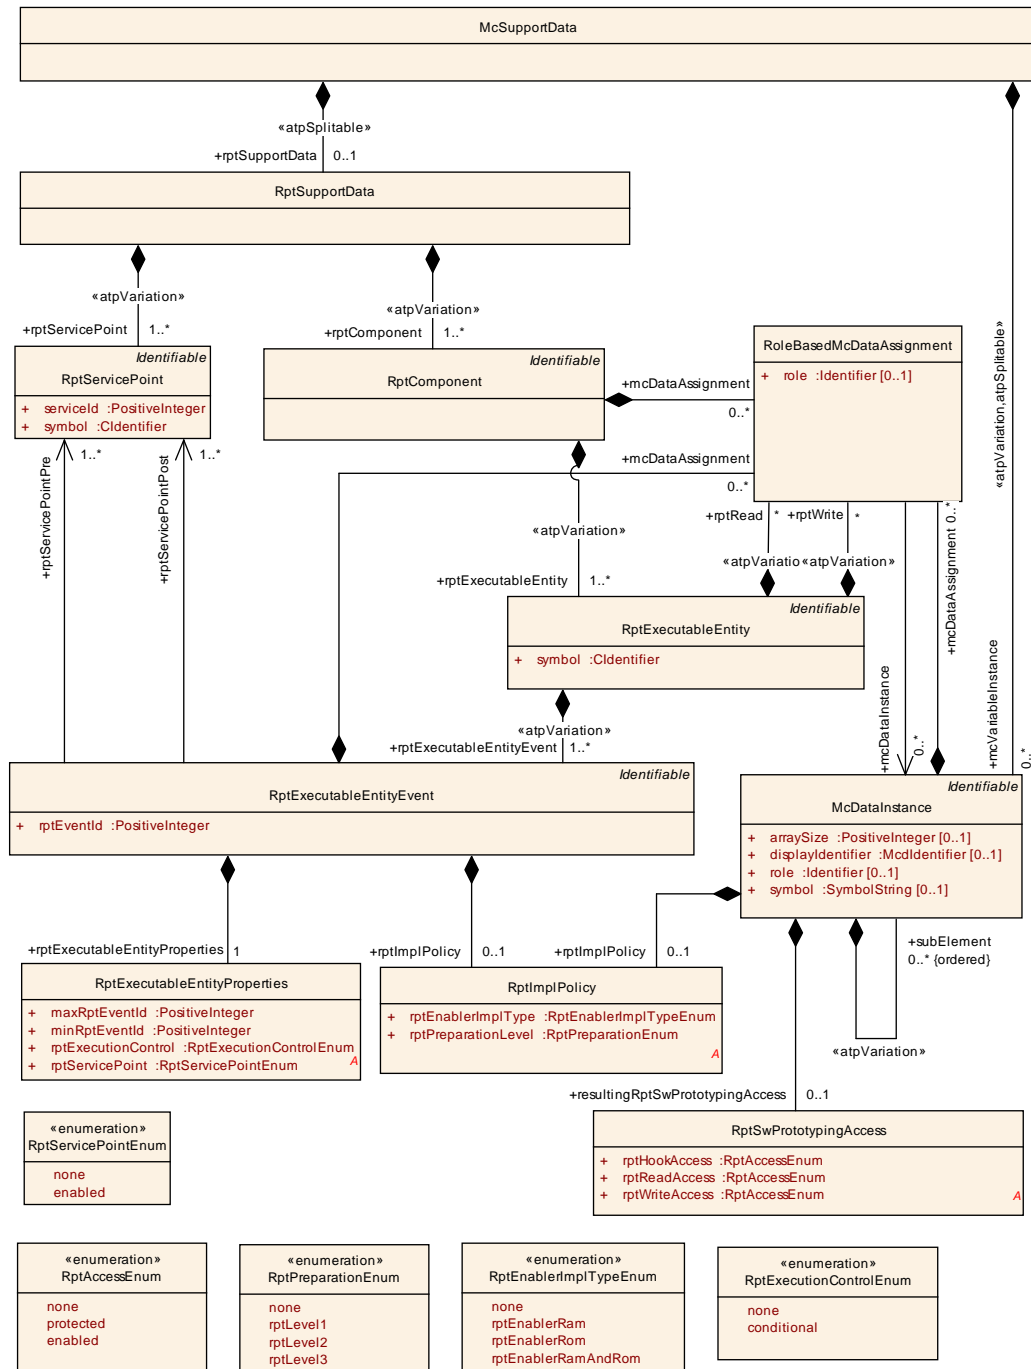 McSupportData
«atpSplitable»
+rptSupportData 0..1
RptSupportData
«atpVariation»
+rptServicePoint 1..*
«atpVariation»
+rptComponent 1..*
Identifiable
RptServicePoint
+ serviceId :PositiveInteger
+ symbol :CIdentifier
Identifiable
RptComponent
+mcDataAssignment
0..*
RoleBasedMcDataAssignment
+ role :Identifier [0..1]
«atpVariation,atpSplitable»
+rptServicePointPre
1..*
+rptServicePointPost
1..*
+mcDataAssignment
0..*
+rptRead *
+rptWrite *
«atpVariatio
«atpVariation»
«atpVariation»
+rptExecutableEntity 1..*
+mcDataAssignment 0..*
Identifiable
RptExecutableEntity
+ symbol :CIdentifier
«atpVariation»
+rptExecutableEntityEvent 1..*
+mcDataInstance
0..*
+mcVariableInstance
0..*
Identifiable
RptExecutableEntityEvent
+ rptEventId :PositiveInteger
Identifiable
McDataInstance
+ arraySize :PositiveInteger [0..1]
+ displayIdentifier :McdIdentifier [0..1]
+ role :Identifier [0..1]
+ symbol :SymbolString [0..1]
+rptExecutableEntityProperties 1
+rptImplPolicy 0..1
+rptImplPolicy 0..1
+subElement
0..* {ordered}
«atpVariation»
RptExecutableEntityProperties
+ maxRptEventId :PositiveInteger
+ minRptEventId :PositiveInteger
+ rptExecutionControl :RptExecutionControlEnum
+ rptServicePoint :RptServicePointEnum
A
RptImplPolicy
+ rptEnablerImplType :RptEnablerImplTypeEnum
+ rptPreparationLevel :RptPreparationEnum
A
+resultingRptSwPrototypingAccess 0..1
RptSwPrototypingAccess
+ rptHookAccess :RptAccessEnum
+ rptReadAccess :RptAccessEnum
+ rptWriteAccess :RptAccessEnum
A
«enumeration»
RptServicePointEnum
none
enabled
«enumeration»
RptAccessEnum
none
protected
enabled
«enumeration»
RptPreparationEnum
none
rptLevel1
rptLevel2
rptLevel3
«enumeration»
RptEnablerImplTypeEnum
none
rptEnablerRam
rptEnablerRom
rptEnablerRamAndRom
«enumeration»
RptExecutionControlEnum
none
conditional